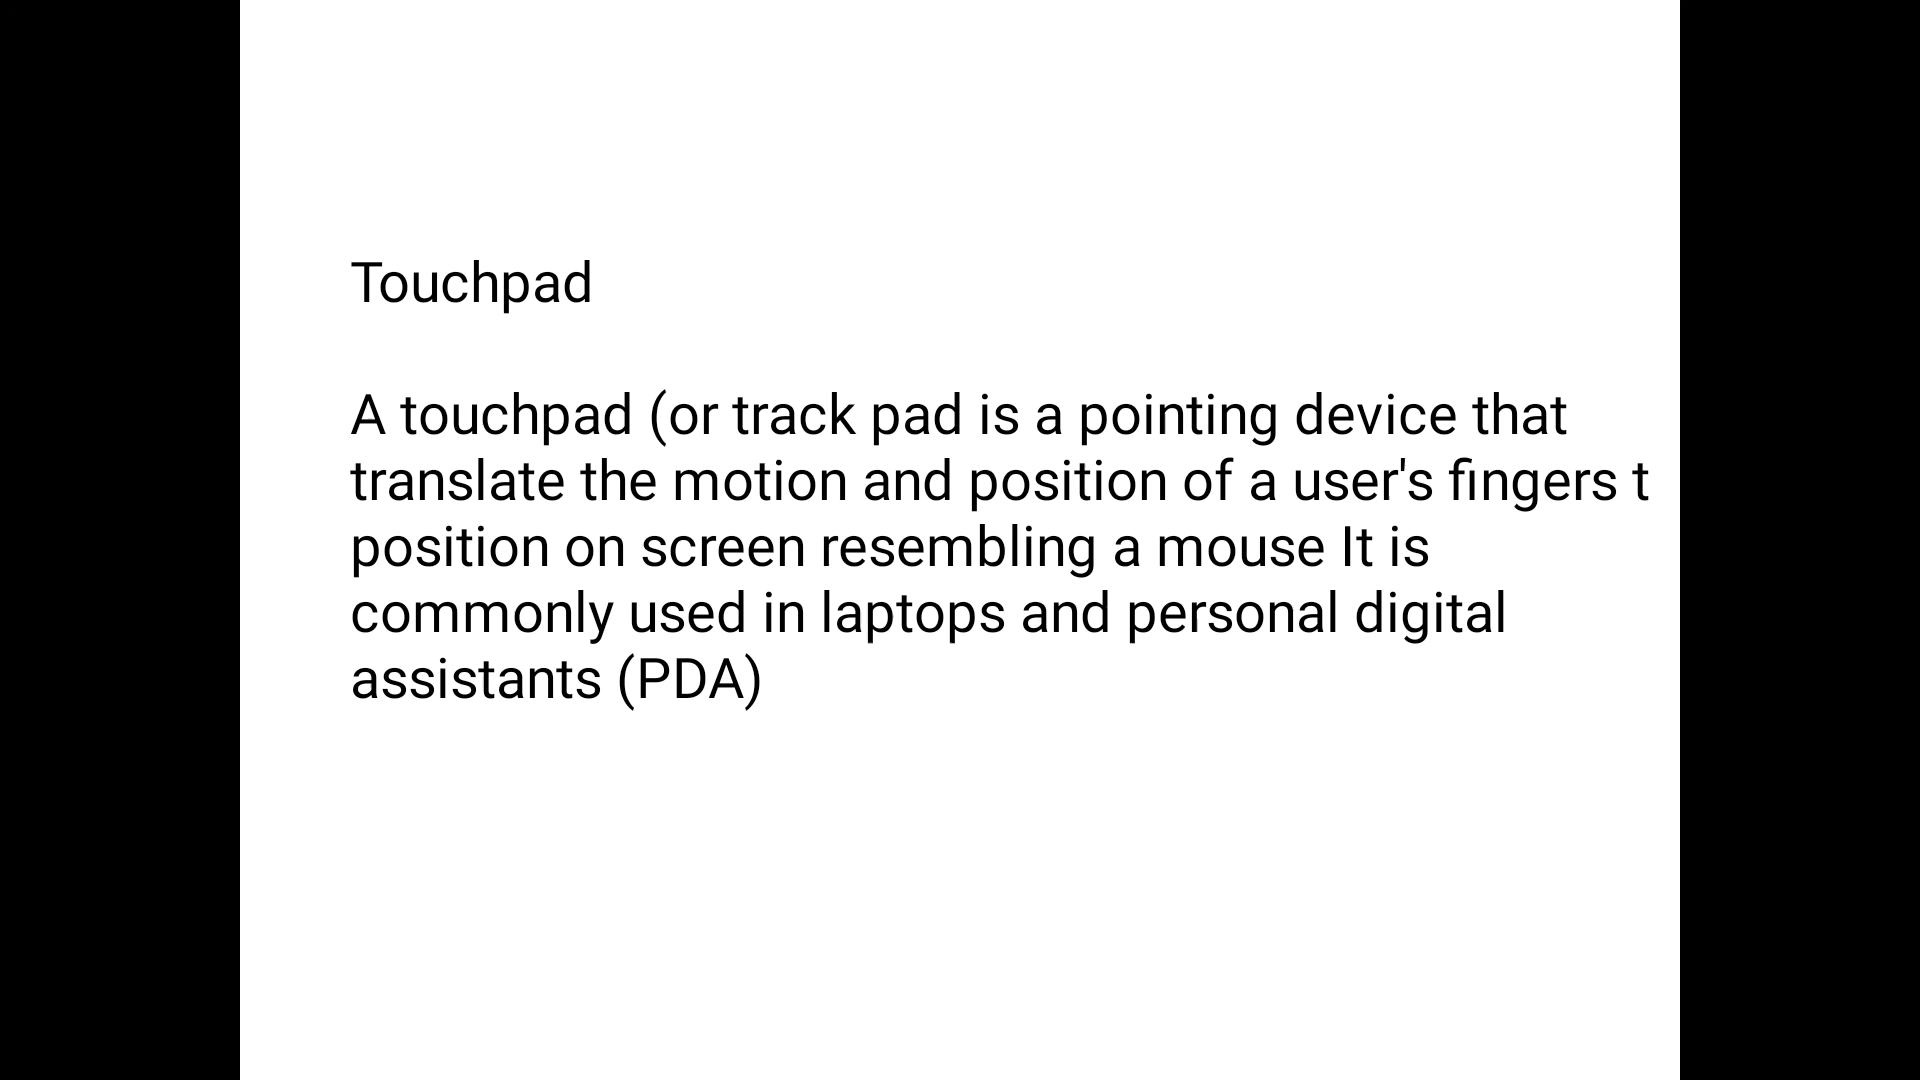 Touchpad
A touchpad (or track pad is a pointing device that
translate the motion and position of a user's fingers t
position on screen resembling a mouse It is
commonly used in laptops and personal digital
assistants (PDA)